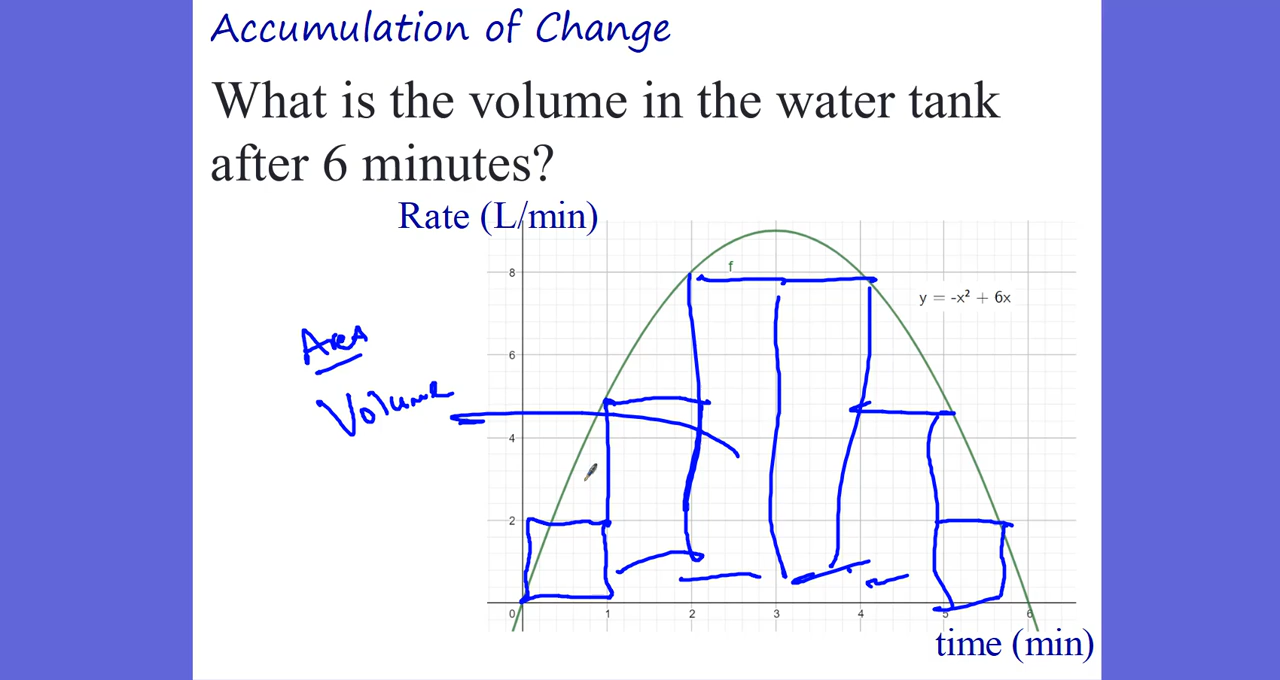 Accumulation of Change
What is the volume in the water tank
after 6 minutes?
Rate (L/min)
f
8
y = -x² + 6x
6
Area
Volume
4
2
0 1 2 3 4 5 6
time (min)